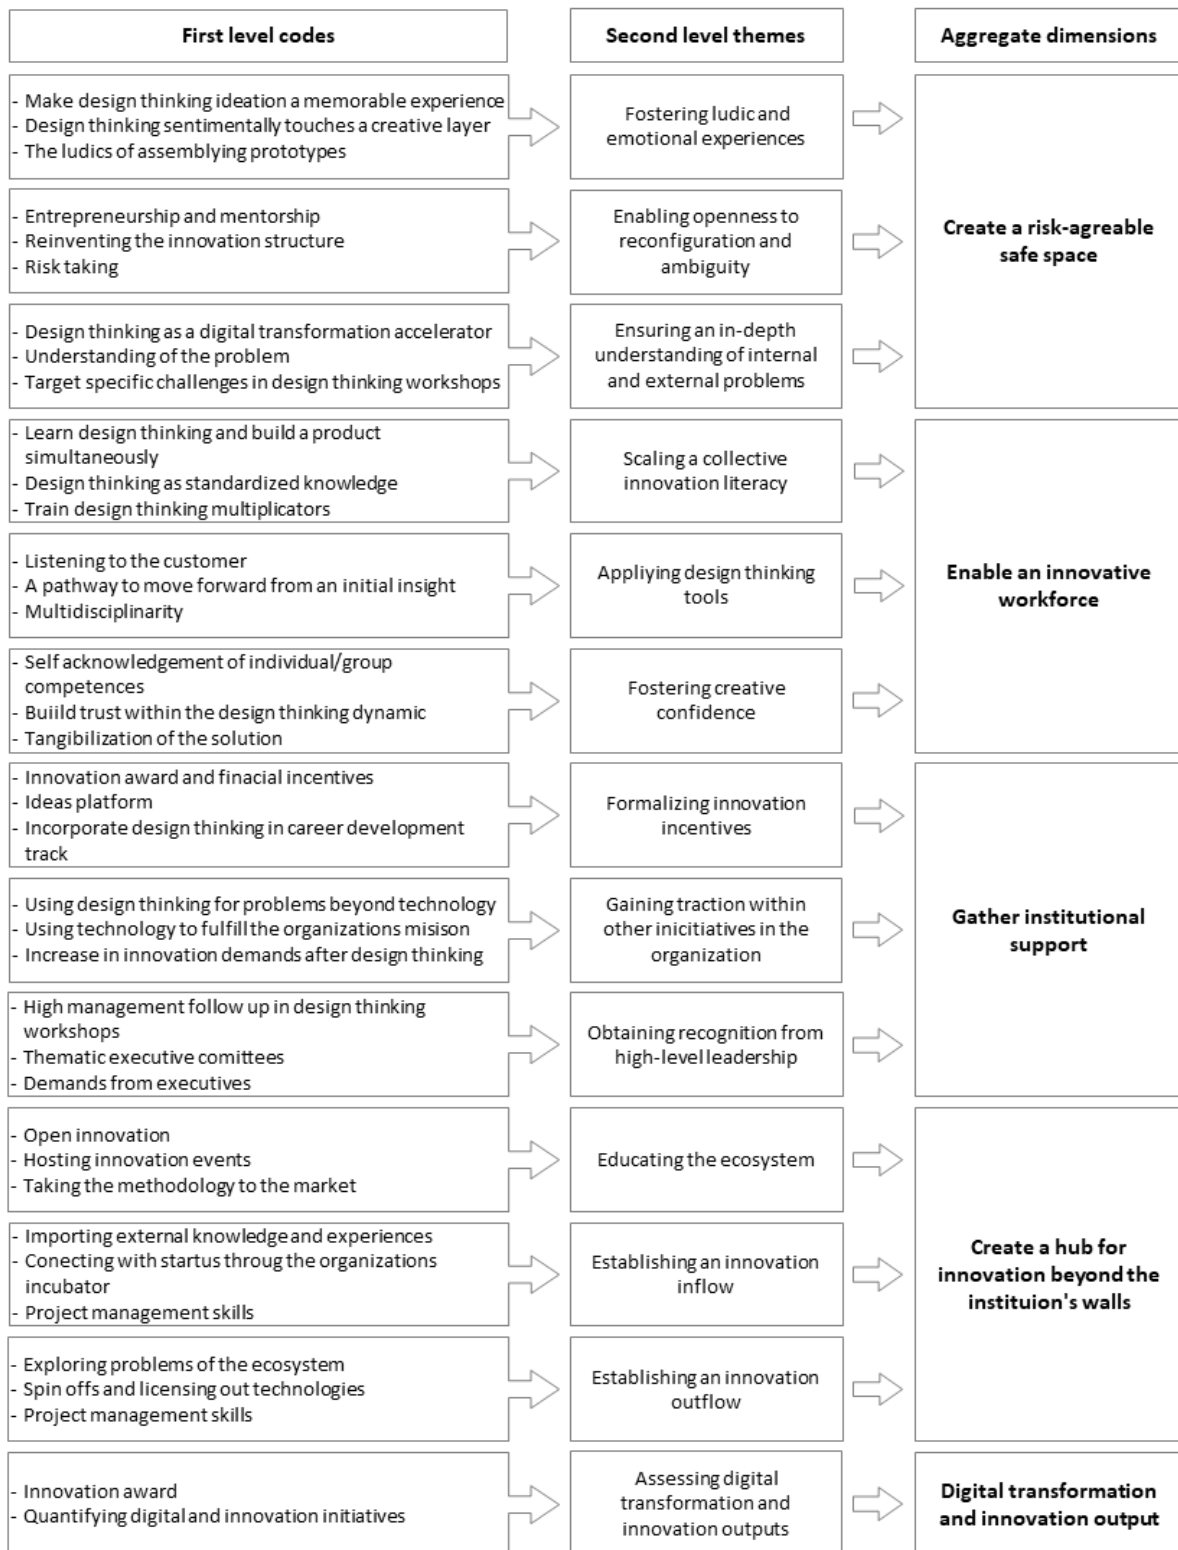 First level codes
Second level themes
Aggregate dimensions
- Make design thinking ideation a memorable experience
- Design thinking sentimentally touches a creative layer
- The ludics of assembling prototypes
Fostering ludic and
emotional experiences
- Entrepreneurship and mentorship
- Reinventing the innovation structure
- Risk taking
Enabling openness to
reconfiguration and
ambiguity
Create a risk-agreable
safe space
- Design thinking as a digital transformation accelerator
- Understanding of the problem
- Target specific challenges in design thinking workshops
Ensuring an in-depth
understanding of internal
and external problems
- Learn design thinking and build a product
simultaneously
- Design thinking as standardized knowledge
- Train design thinking multiplicators
Scaling a collective
innovation literacy
- Listening to the customer
- A pathway to move forward from an initial insight
- Multidisciplinarity
Appliying design thinking
tools
Enable an innovative
workforce
- Self acknowledgement of individual/group
competences
- Buiild trust within the design thinking dynamic
- Tangibilization of the solution
Fostering creative
confidence
- Innovation award and finacial incentives
- Ideas platform
- Incorporate design thinking in career development
track
Formalizing innovation
incentives
- Using design thinking for problems beyond technology
- Using technology to fulfill the organizations misison
- Increase in innovation demands after design thinking
Gaining traction within
other inicitiatives in the
organization
Gather institutional
support
- High management follow up in design thinking
workshops
- Thematic executive comittees
- Demands from executives
Obtaining recognition from
high-level leadership
- Open innovation
- Hosting innovation events
- Taking the methodology to the market
Educating the ecosystem
- Importing external knowledge and experiences
- Conecting with startus throug the organizations
incubator
- Project management skills
Establishing an innovation
inflow
Create a hub for
innovation beyond the
instituion's walls
- Exploring problems of the ecosystem
- Spin offs and licensing out technologies
- Project management skills
Establishing an innovation
outflow
- Innovation award
- Quantifying digital and innovation initiatives
Assessing digital
transformation and
innovation outputs
Digital transformation
and innovation output